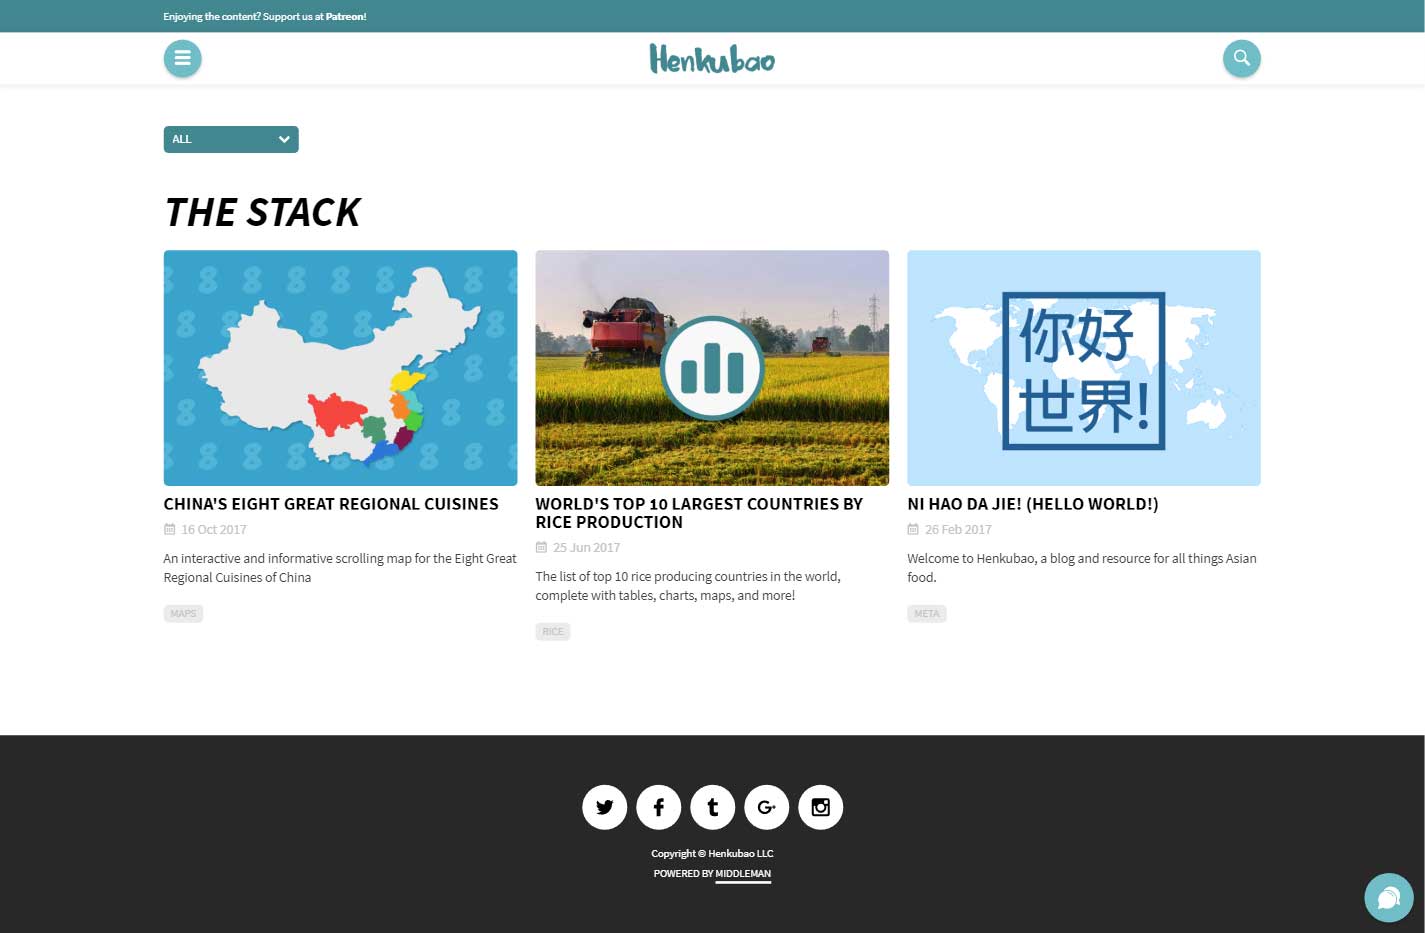 Enjoying the content? Support us at Patreon!
Henkubao
ALL
THE STACK
你好
世界!
CHINA'S EIGHT GREAT REGIONAL CUISINES
16 Oct 2017
An interactive and informative scrolling map for the Eight Great
Regional Cuisines of China
MAPS
WORLD'S TOP 10 LARGEST COUNTRIES BY
RICE PRODUCTION
25 Jun 2017
The list of top 10 rice producing countries in the world,
complete with tables, charts, maps, and more!
RICE
NI HAO DA JIE! (HELLO WORLD!)
26 Feb 2017
Welcome to Henkubao, a blog and resource for all things Asian
food.
META
Copyright © Henkubao LLC
POWERED BY MIDDLEMAN